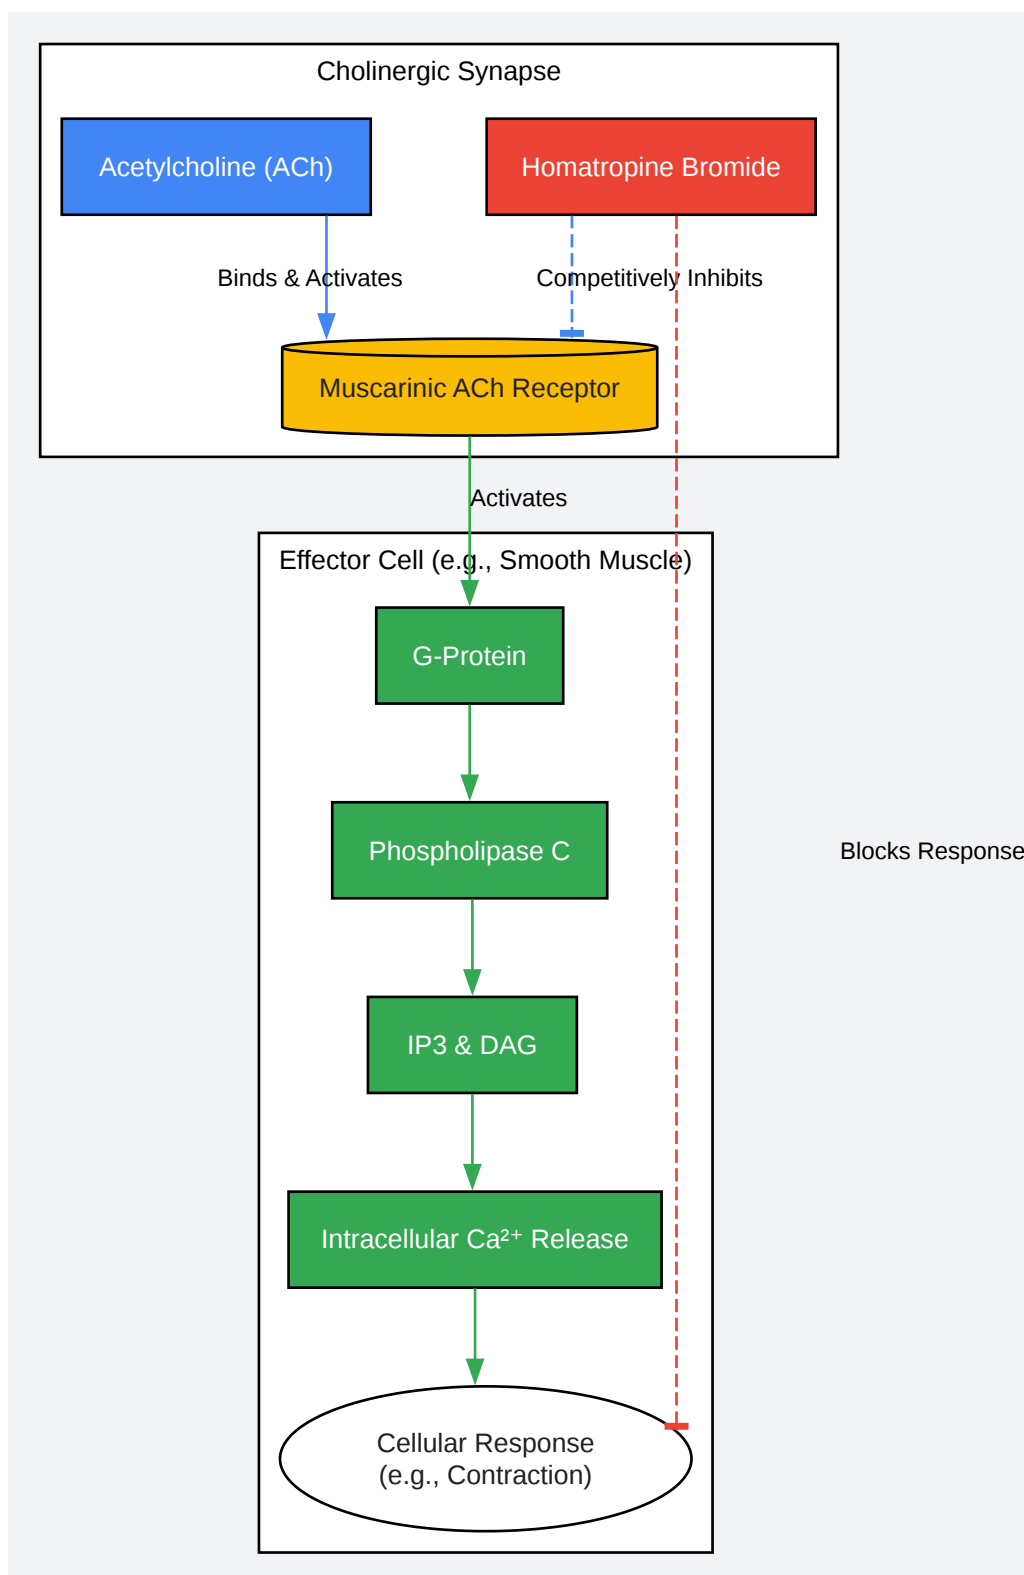 Cholinergic Synapse
Acetylcholine (ACh)
Homatropine Bromide
Binds & Activates
Competitively Inhibits
Muscarinic ACh Receptor
Activates
Effector Cell (e.g., Smooth Muscle)
G-Protein
Phospholipase C
Blocks Response
IP3 & DAG
Intracellular Ca²⁺ Release
Cellular Response
(e.g., Contraction)